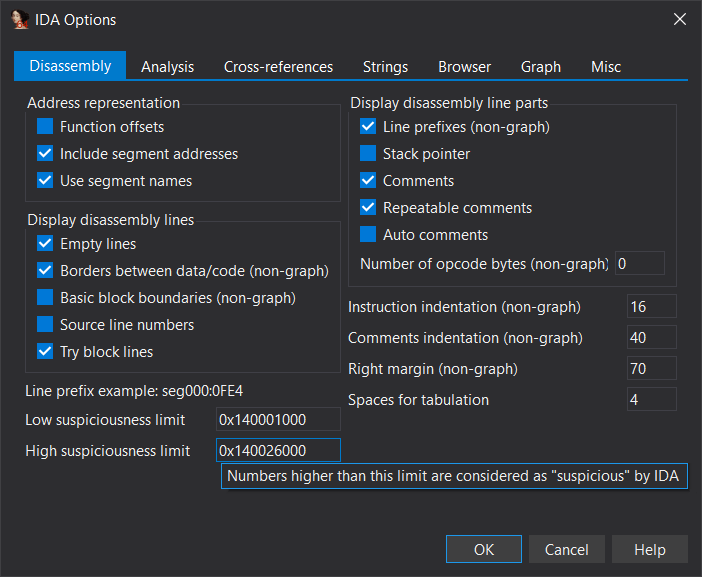 IDA Options
Disassembly Analysis Cross-references Strings Browser Graph Misc
Address representation
Function offsets
Include segment addresses
Use segment names
Display disassembly lines
Empty lines
Borders between data/code (non-graph)
Basic block boundaries (non-graph)
Source line numbers
Try block lines
Line prefix example: seg000:0FE4
Low suspiciousness limit 0x140001000
High suspiciousness limit 0x140026000
Numbers higher than this limit are considered as "suspicious" by IDA
Display disassembly line parts
Line prefixes (non-graph)
Stack pointer
Comments
Repeatable comments
Auto comments
Number of opcode bytes (non-graph) 0
Instruction indentation (non-graph) 16
Comments indentation (non-graph) 40
Right margin (non-graph) 70
Spaces for tabulation 4
OK Cancel Help